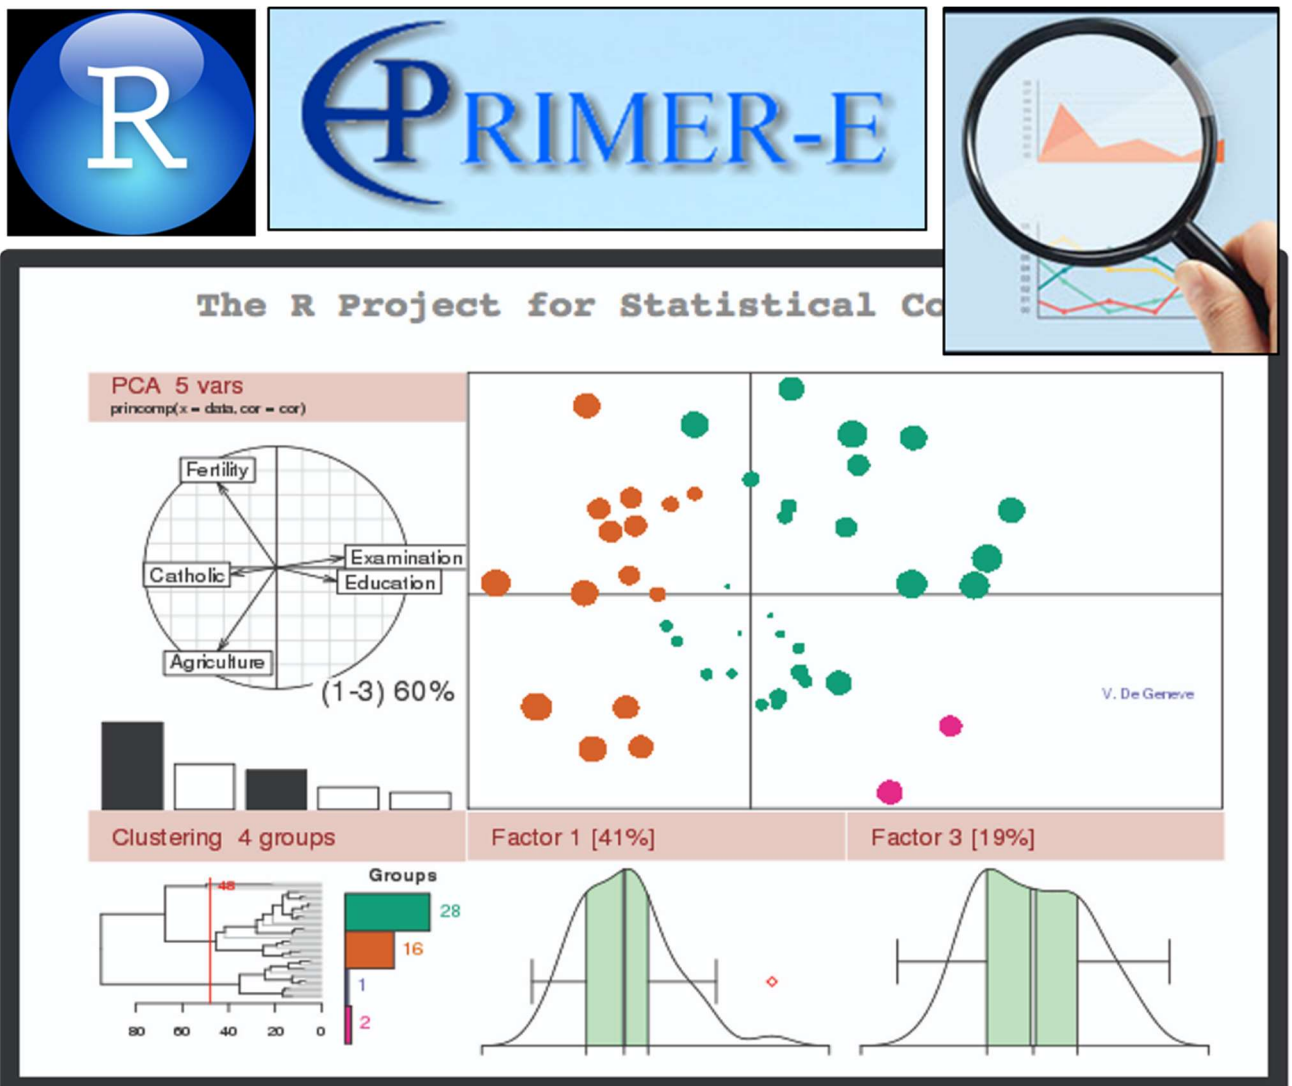 R
PRIMER-E
The R Project for Statistical Co
PCA 5 vars
princomp(x = data, cor = cor)
Fertility
Examination
Catholic
Education
Agriculture
(1-3) 60%
V. De Geneve
Clustering 4 groups
Factor 1 [41%]
Factor 3 [19%]
48
Groups
28
16
1
2
80 60 40 20 0